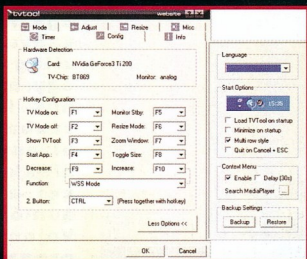 tvtool
website
Mode
Adjust
Resize
Misc
Timer
Config
Info
Hardware Detection
Card: NVidia GeForce3 Ti 200
TV-Chip: BT869 Monitor: analog
Hotkey Configuration
TV Mode on: F1 Monitor Stby: F5
TV Mode off: F2 Resize Mode: F6
Show TVTool: F3 Zoom Window: F7
Start App.: F4 Toggle Size: F8
Decrease: F9 Increase: F10
Function: WSS Mode
2. Button: CTRL (Press together with hotkey)
Less Options <<
OK Cancel
Language
Start Options
Load TVTool on startup
Minimize on startup
Multi row style
Quit on Cancel + ESC
Context Menu
Enable Delay (30s)
Search MediaPlayer ...
Backup Settings
Backup Restore